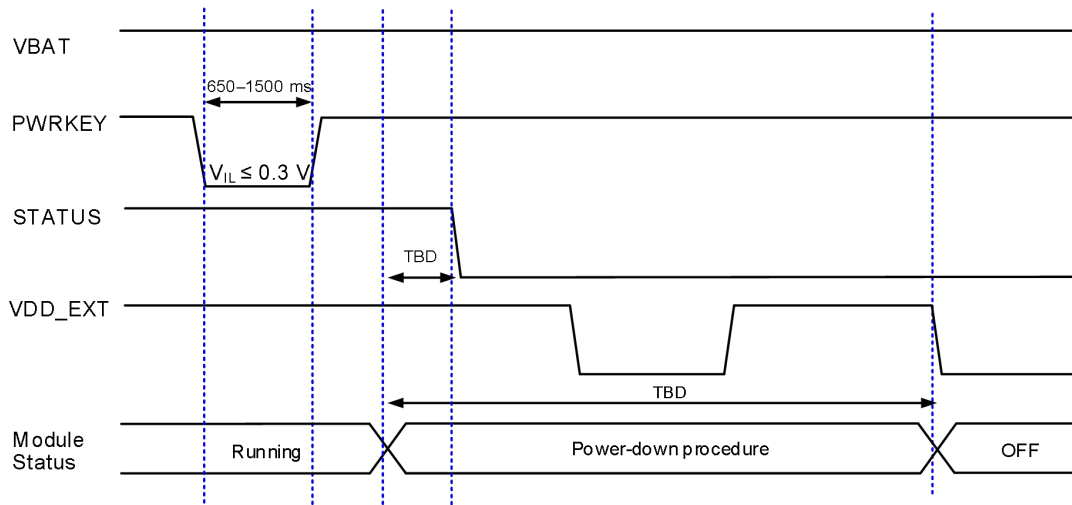 VBAT
650–1500 ms
PWRKEY
VIL ≤ 0.3 V
STATUS
TBD
VDD_EXT
TBD
Module
Status
Running
Power-down procedure
OFF